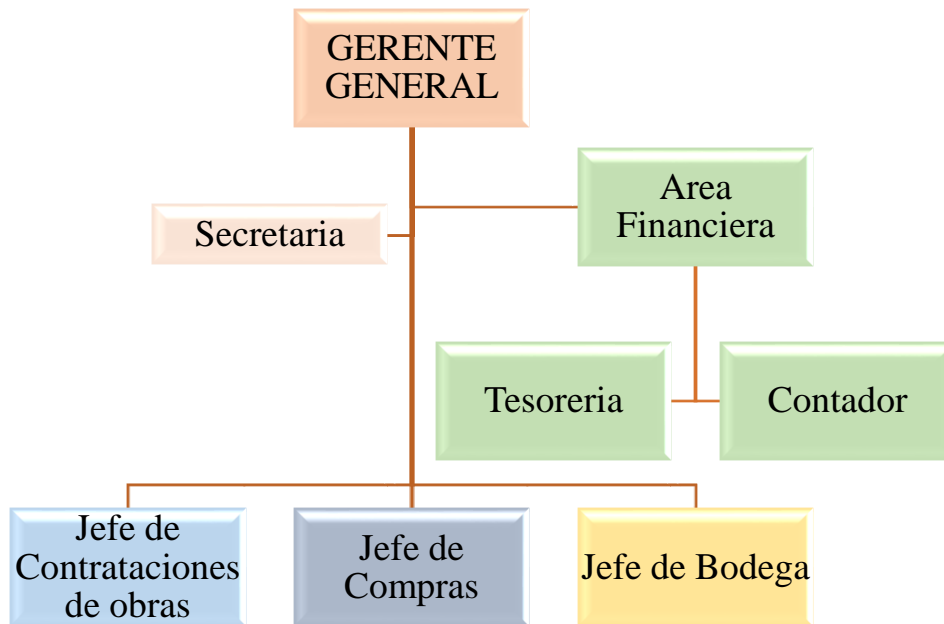 GERENTE
GENERAL
Area
Financiera
Secretaria
Tesoreria
Contador
Jefe de
Contrataciones
de obras
Jefe de
Compras
Jefe de Bodega